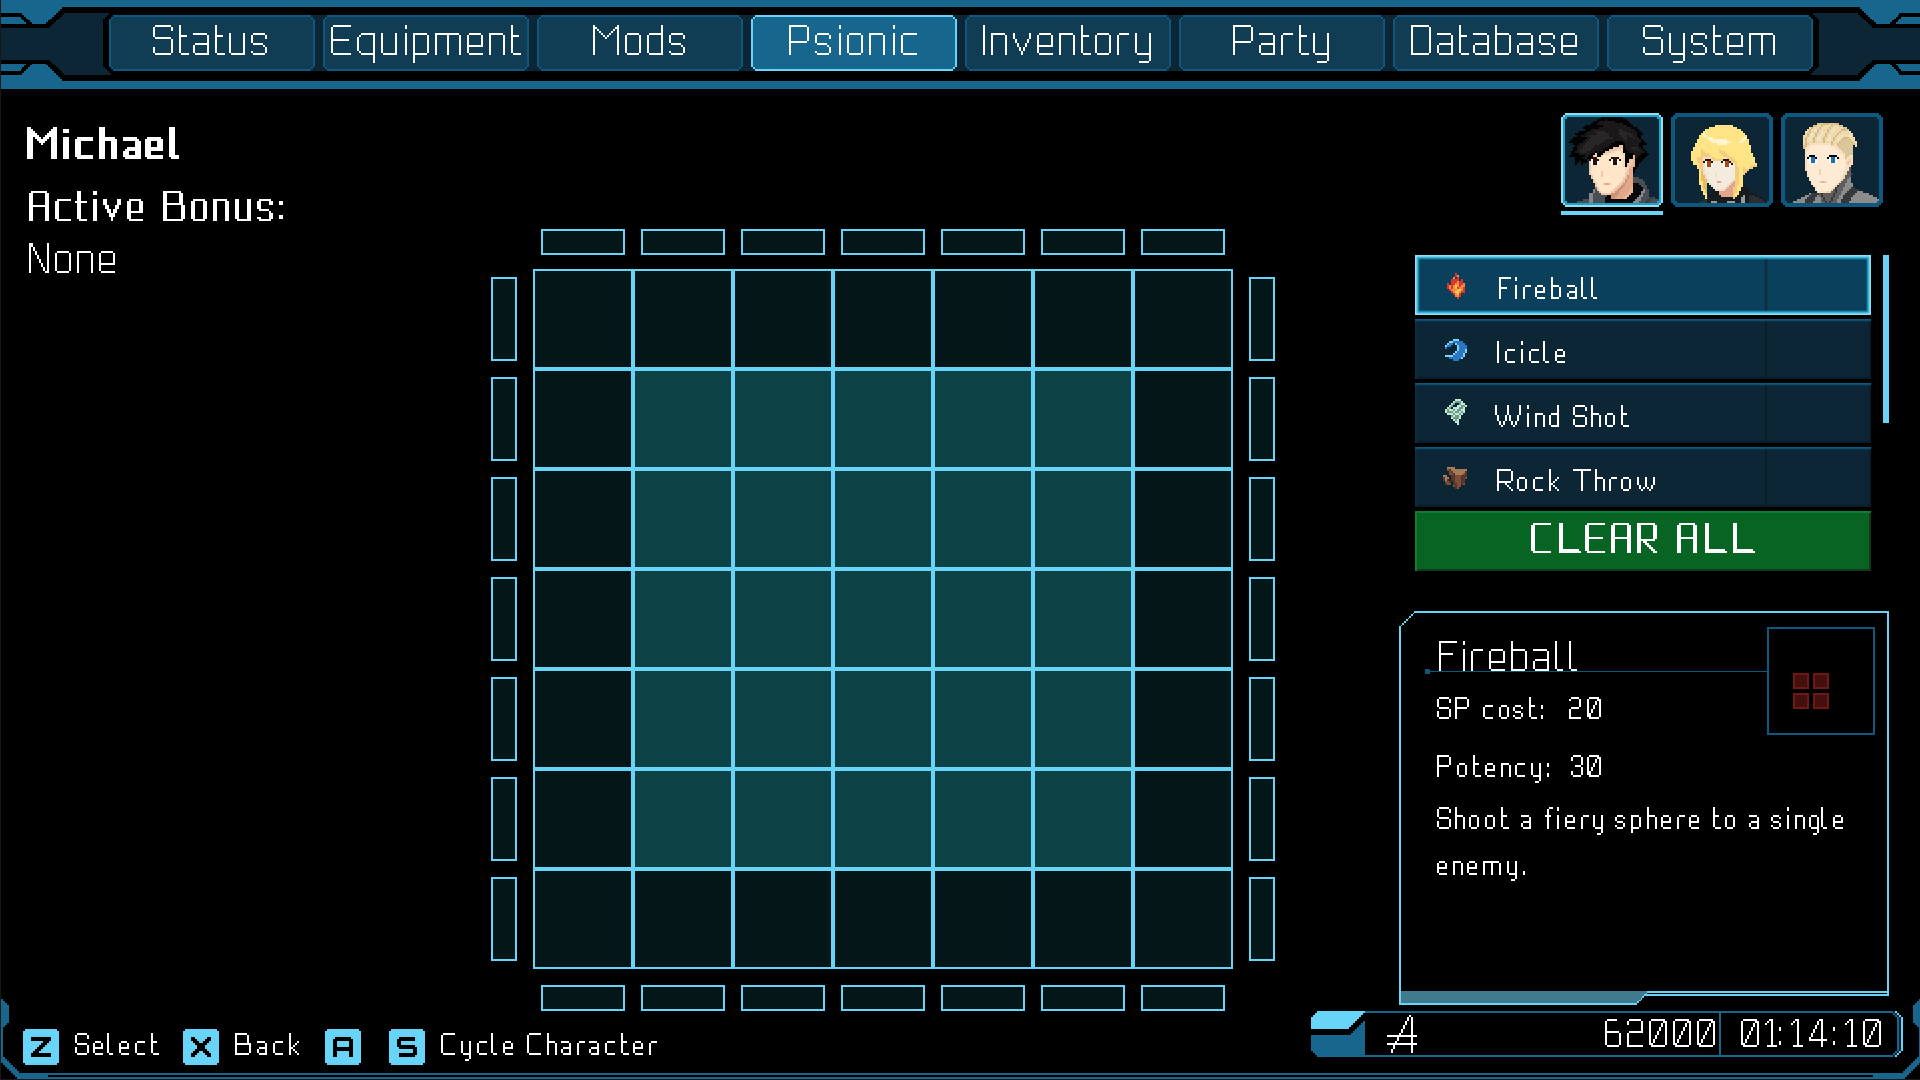 Status Equipment Mods Psionic Inventory Party Database System
Michael
Active Bonus:
None
Fireball
Icicle
Wind Shot
Rock Throw
CLEAR ALL
Fireball
SP cost: 20
Potency: 30
Shoot a fiery sphere to a single
enemy.
Z Select X Back A S Cycle Character
A 62000 01:14:10